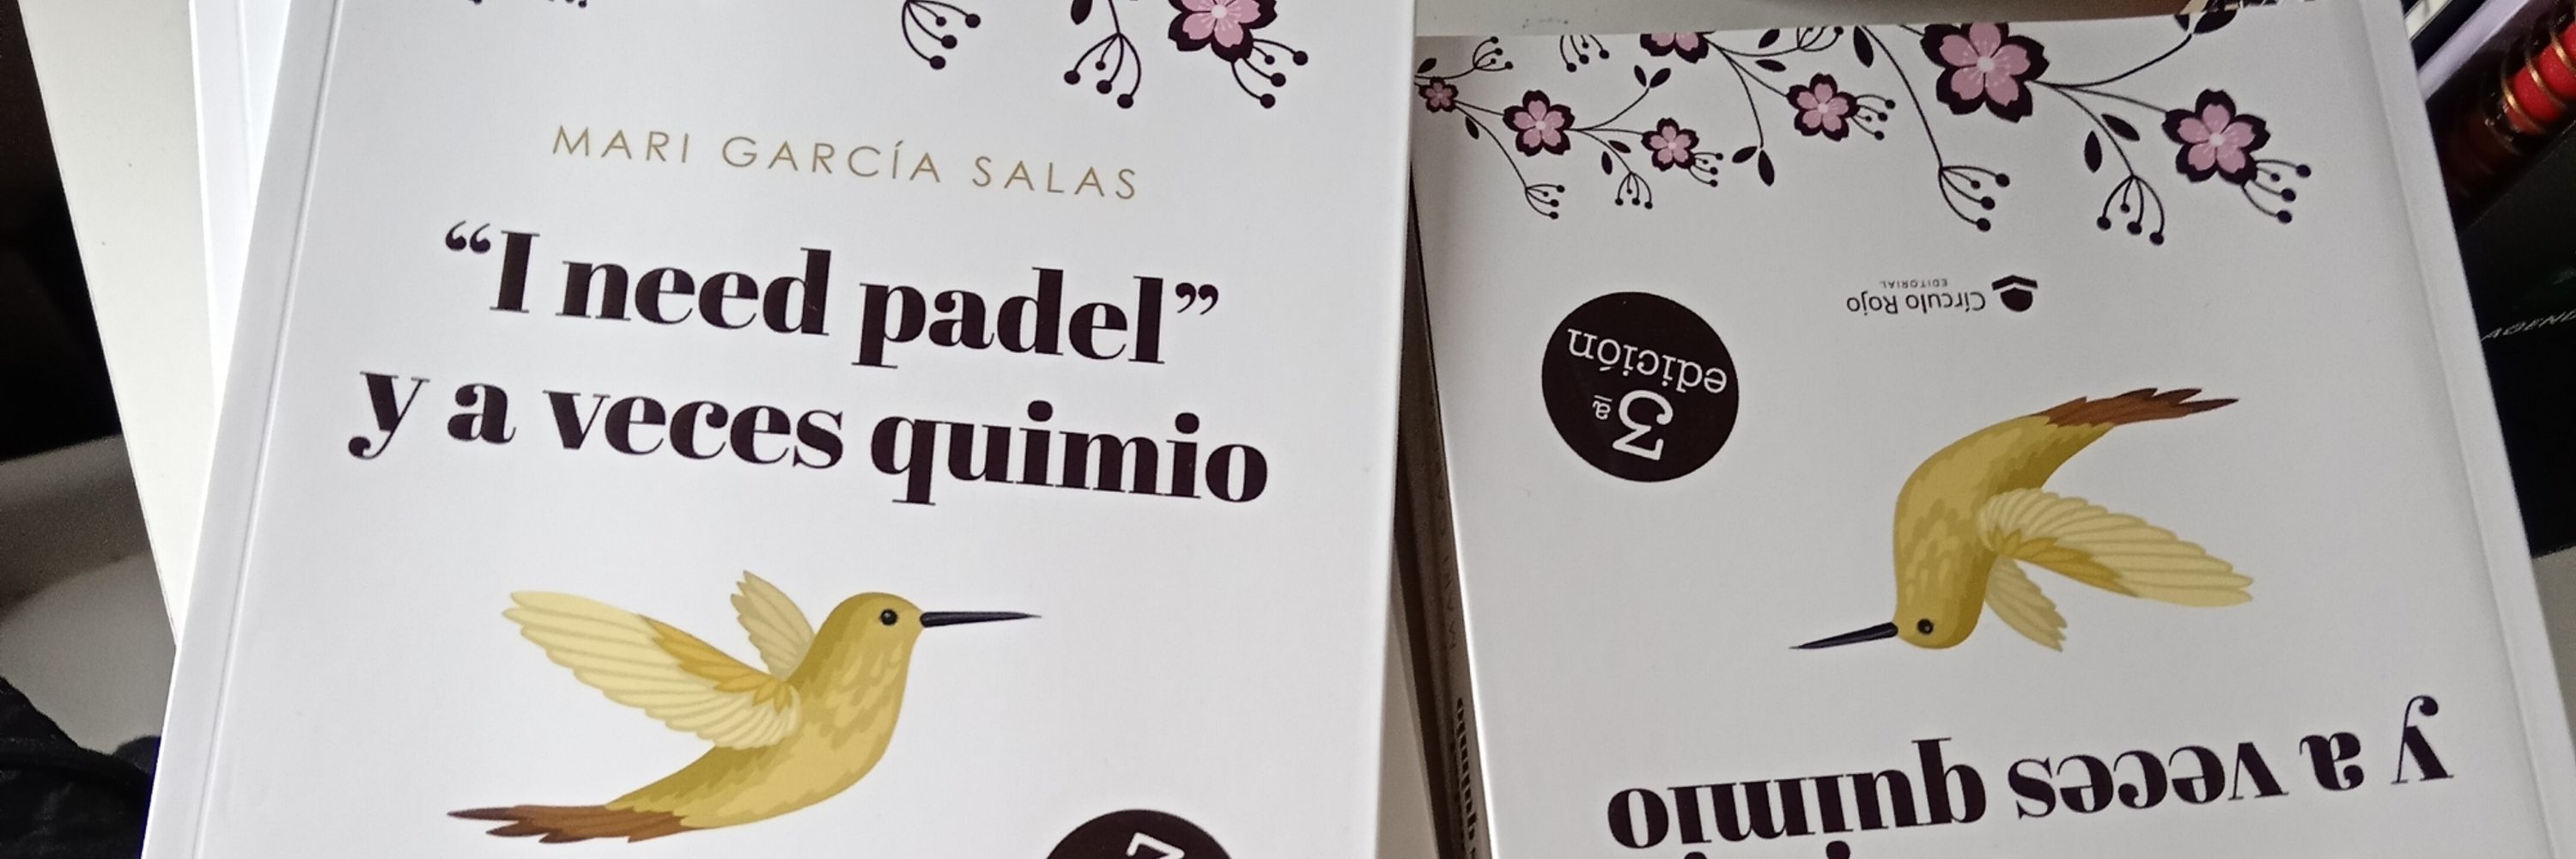 MARI GARCÍA SALAS
“I need padel”
y a veces quimio
Círculo Rojo
EDITORIAL
3ª
edición
y a veces quimio